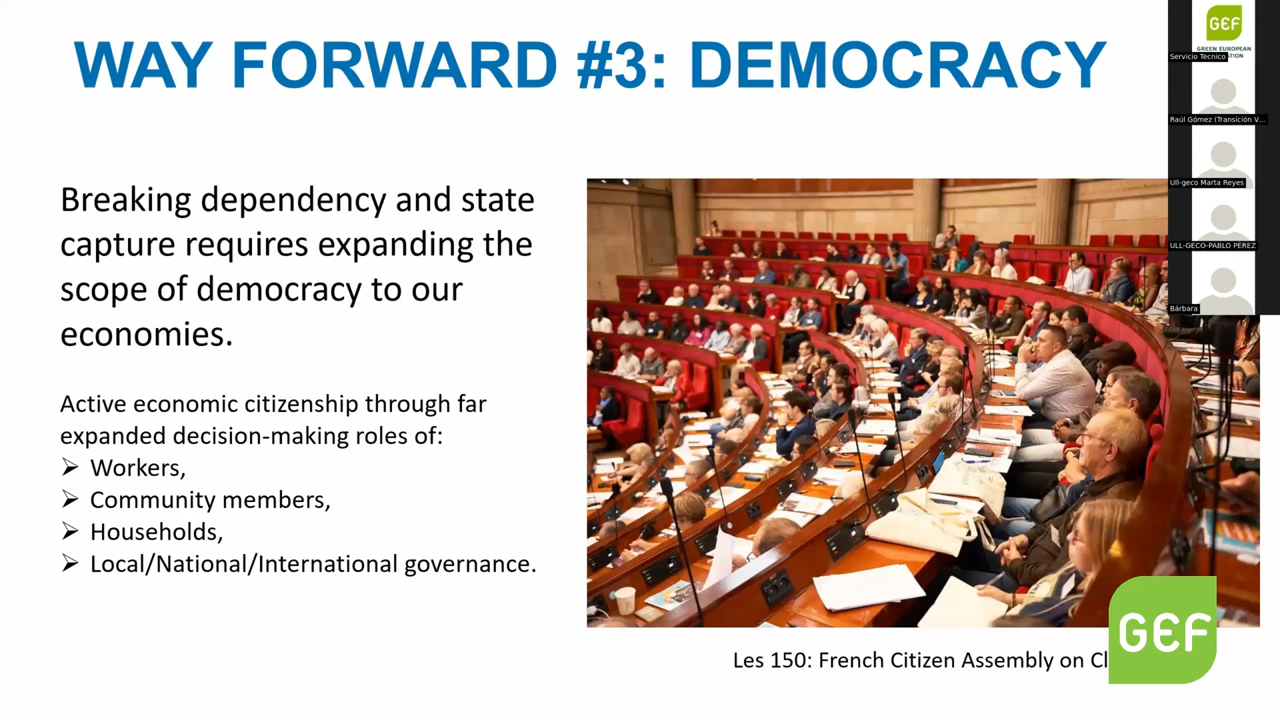 WAY FORWARD #3: DEMOCRACY
Breaking dependency and state
capture requires expanding the
scope of democracy to our
economies.
Active economic citizenship through far
expanded decision-making roles of:
➢ Workers,
➢ Community members,
➢ Households,
➢ Local/National/International governance.
Les 150: French Citizen Assembly on Cl
GEF
GEF
GREEN EUROPEAN
Servicio Tecnico
Raúl Gómez (Transición V...
Ull-geco Marta Reyes
ULL-GECO-PABLO PÉREZ
Bárbara